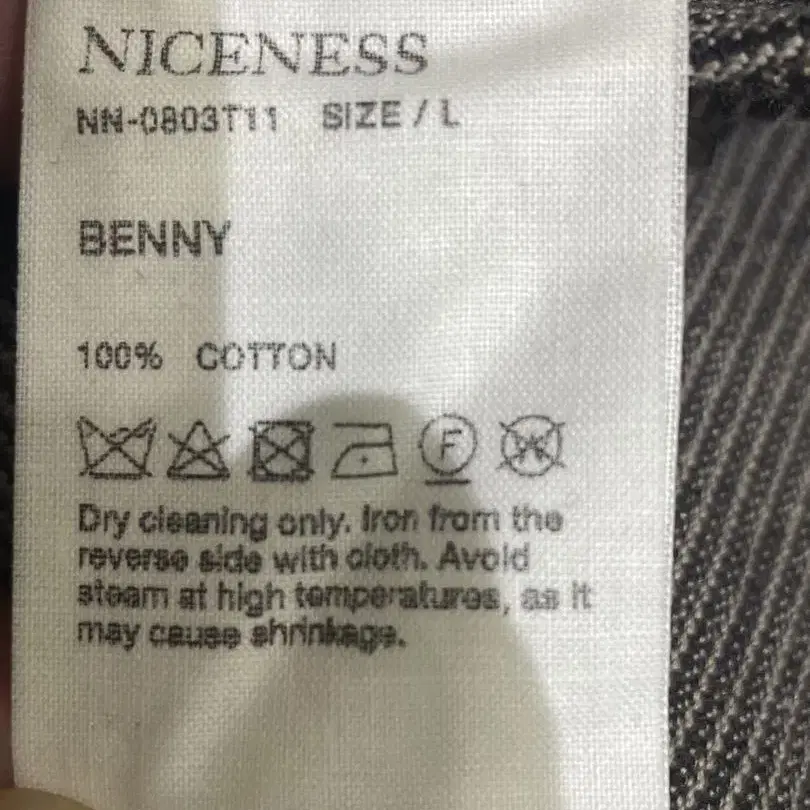 NICENESS
NN-0803T11 SIZE / L
BENNY
100% COTTON
F
W
Dry cleaning only. Iron from the
reverse side with cloth. Avoid
steam at high temperatures, as it
may cause shrinkage.